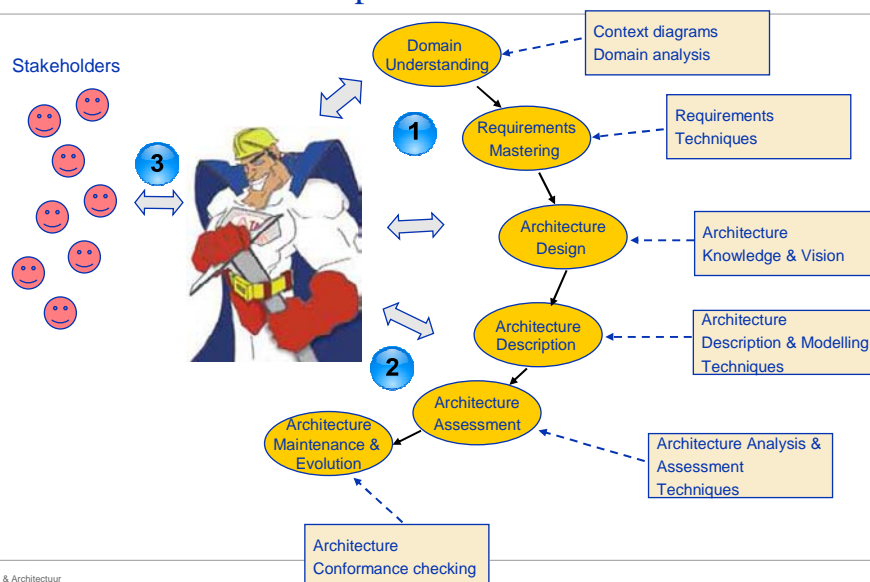 Stakeholders
3
1
2
Domain
Understanding
Context diagrams
Domain analysis
Requirements
Mastering
Requirements
Techniques
Architecture
Design
Architecture
Knowledge & Vision
Architecture
Description
Architecture
Description & Modelling
Techniques
Architecture
Assessment
Architecture Analysis &
Assessment
Techniques
Architecture
Maintenance &
Evolution
Architecture
Conformance checking
& Architectuur